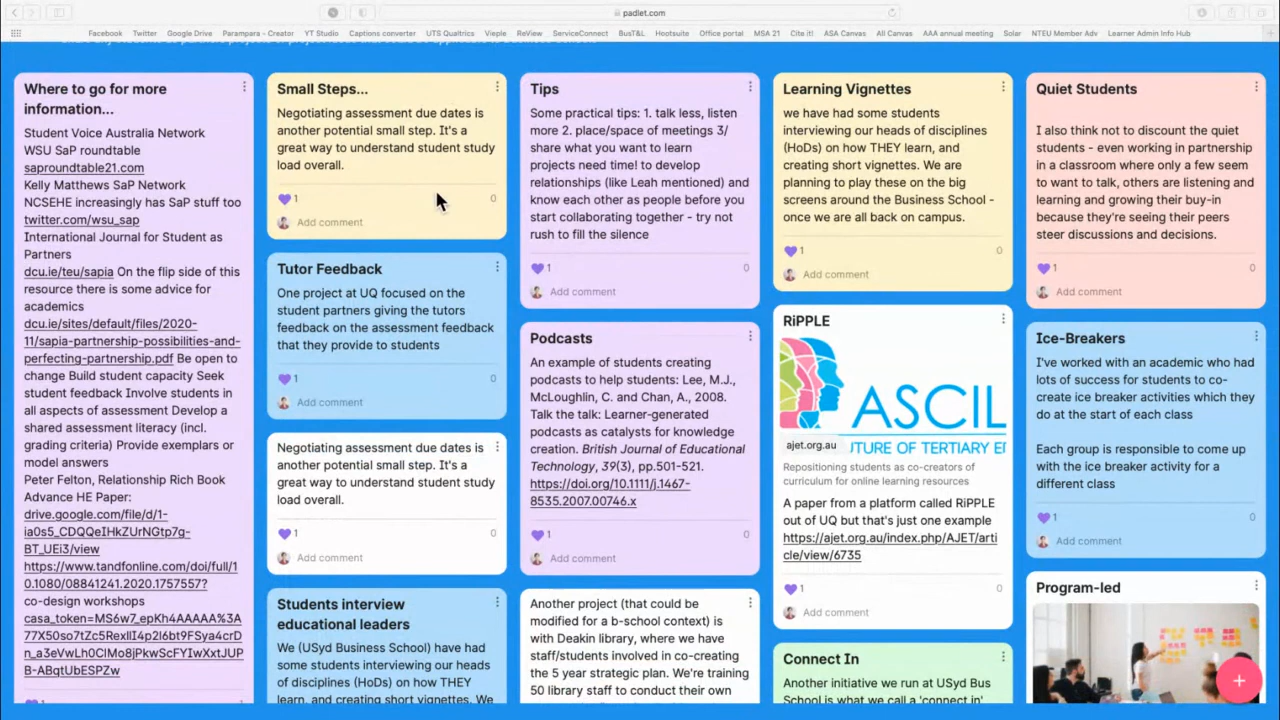 padlet.com
Facebook Twitter Google Drive Parampara - Creator YT Studio Captions converter UTS Qualtrics Vieple ReView ServiceConnect BusT&L Hootsuite Office portal MSA 21 Cite it! ASA Canvas All Canvas AAA annual meeting Solar NTEU Member Adv Learner Admin Info Hub
Where to go for more
information...
Student Voice Australia Network
WSU SaP roundtable
saproundtable21.com
Kelly Matthews SaP Network
NCSEHE increasingly has SaP stuff too
twitter.com/wsu_sap
International Journal for Student as
Partners
dcu.ie/teu/sapia On the flip side of this
resource there is some advice for
academics
dcu.ie/sites/default/files/2020-
11/sapia-partnership-possibilities-and-
perfecting-partnership.pdf Be open to
change Build student capacity Seek
student feedback Involve students in
all aspects of assessment Develop a
shared assessment literacy (incl.
grading criteria) Provide exemplars or
model answers
Peter Felton, Relationship Rich Book
Advance HE Paper:
drive.google.com/file/d/1-
ia0s5_CDQQeIHkZUrNGtp7g-
BT_UEi3/view
https://www.tandfonline.com/doi/full/1
0.1080/08841241.2020.1757557?
co-design workshops
casa_token=MS6w7_epKh4AAAAA%3A
77X50so7tZc5RexllI4p2l6bt9FSya4crD
n_a3eVwLh0ClMo8jPkwScFYIwXxtJUP
B-ABqtUbESPZw
Small Steps...
Negotiating assessment due dates is
another potential small step. It's a
great way to understand student study
load overall.
1 0
Add comment
Tutor Feedback
One project at UQ focused on the
student partners giving the tutors
feedback on the assessment feedback
that they provide to students
1 0
Add comment
Negotiating assessment due dates is
another potential small step. It's a
great way to understand student study
load overall.
1 0
Add comment
Students interview
educational leaders
We (USyd Business School) have had
some students interviewing our heads
of disciplines (HoDs) on how THEY
learn, and creating short vignettes. We
Tips
Some practical tips: 1. talk less, listen
more 2. place/space of meetings 3/
share what you want to learn
projects need time! to develop
relationships (like Leah mentioned) and
know each other as people before you
start collaborating together - try not
rush to fill the silence
1 0
Add comment
Podcasts
An example of students creating
podcasts to help students: Lee, M.J.,
McLoughlin, C. and Chan, A., 2008.
Talk the talk: Learner-generated
podcasts as catalysts for knowledge
creation. British Journal of Educational
Technology, 39(3), pp.501-521.
https://doi.org/10.1111/j.1467-
8535.2007.00746.x
1 0
Add comment
Another project (that could be
modified for a b-school context) is
with Deakin library, where we have
staff/students involved in co-creating
the 5 year strategic plan. We're training
50 library staff to conduct their own
Learning Vignettes
we have had some students
interviewing our heads of disciplines
(HoDs) on how THEY learn, and
creating short vignettes. We are
planning to play these on the big
screens around the Business School -
once we are all back on campus.
1 0
Add comment
RiPPLE
ASCIL
ajet.org.au
UTURE OF TERTIARY E
Repositioning students as co-creators of
curriculum for online learning resources
A paper from a platform called RiPPLE
out of UQ but that's just one example
https://ajet.org.au/index.php/AJET/arti
cle/view/6735
1 0
Add comment
Connect In
Another initiative we run at USyd Bus
School is what we call a 'connect in'
Quiet Students
I also think not to discount the quiet
students - even working in partnership
in a classroom where only a few seem
to want to talk, others are listening and
learning and growing their buy-in
because they're seeing their peers
steer discussions and decisions.
1 0
Add comment
Ice-Breakers
I've worked with an academic who had
lots of success for students to co-
create ice breaker activities which they
do at the start of each class
Each group is responsible to come up
with the ice breaker activity for a
different class
1 0
Add comment
Program-led
+